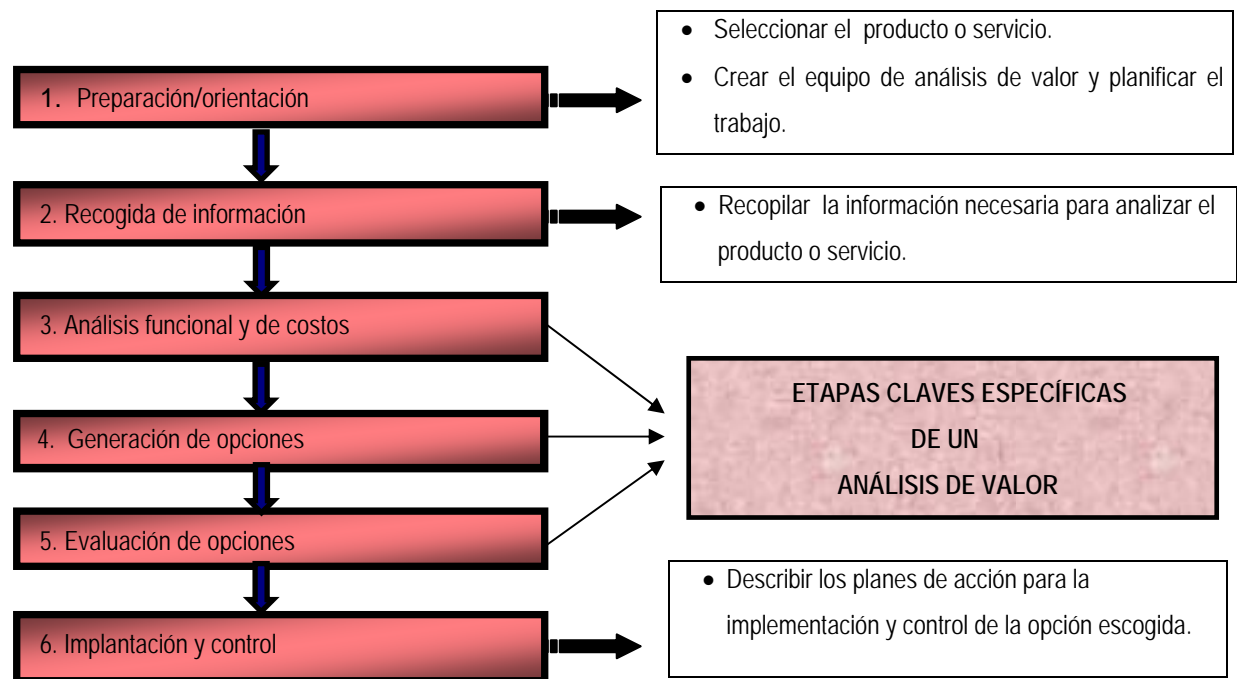 1. Preparación/orientación
• Seleccionar el producto o servicio.
• Crear el equipo de análisis de valor y planificar el
trabajo.
2. Recogida de información
• Recopilar la información necesaria para analizar el
producto o servicio.
3. Análisis funcional y de costos
4. Generación de opciones
5. Evaluación de opciones
ETAPAS CLAVES ESPECÍFICAS
DE UN
ANÁLISIS DE VALOR
6. Implantación y control
• Describir los planes de acción para la
implementación y control de la opción escogida.